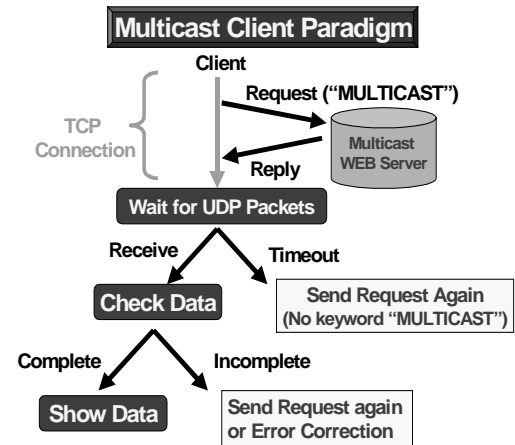 Multicast Client Paradigm
Client
Request (“MULTICAST”)
TCP
Connection
Multicast
WEB Server
Reply
Wait for UDP Packets
Receive
Timeout
Check Data
Send Request Again
(No keyword “MULTICAST”)
Complete
Incomplete
Show Data
Send Request again
or Error Correction